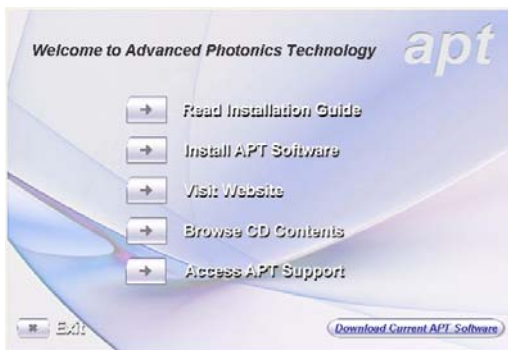 Welcome to Advanced Photonics Technology
apt
Read Installation Guide
Install APT Software
Visit Website
Browse CD Contents
Access APT Support
Exit
Download Current APT Software